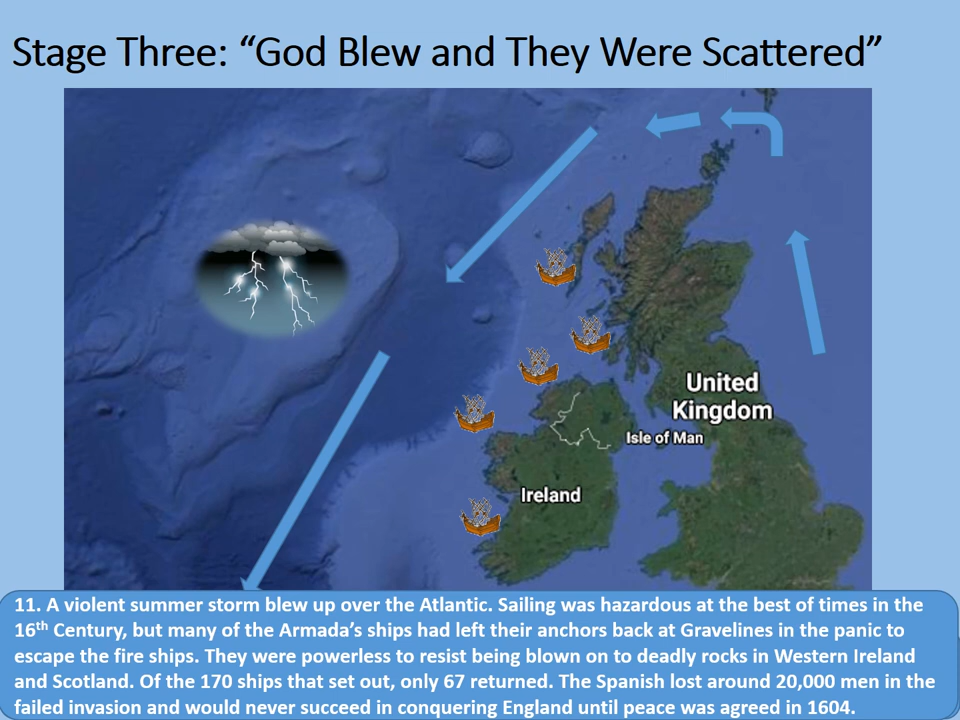 Stage Three: “God Blew and They Were Scattered”
United
Kingdom
Isle of Man
Ireland
11. A violent summer storm blew up over the Atlantic. Sailing was hazardous at the best of times in the
16th Century, but many of the Armada’s ships had left their anchors back at Gravelines in the panic to
escape the fire ships. They were powerless to resist being blown on to deadly rocks in Western Ireland
and Scotland. Of the 170 ships that set out, only 67 returned. The Spanish lost around 20,000 men in the
failed invasion and would never succeed in conquering England until peace was agreed in 1604.